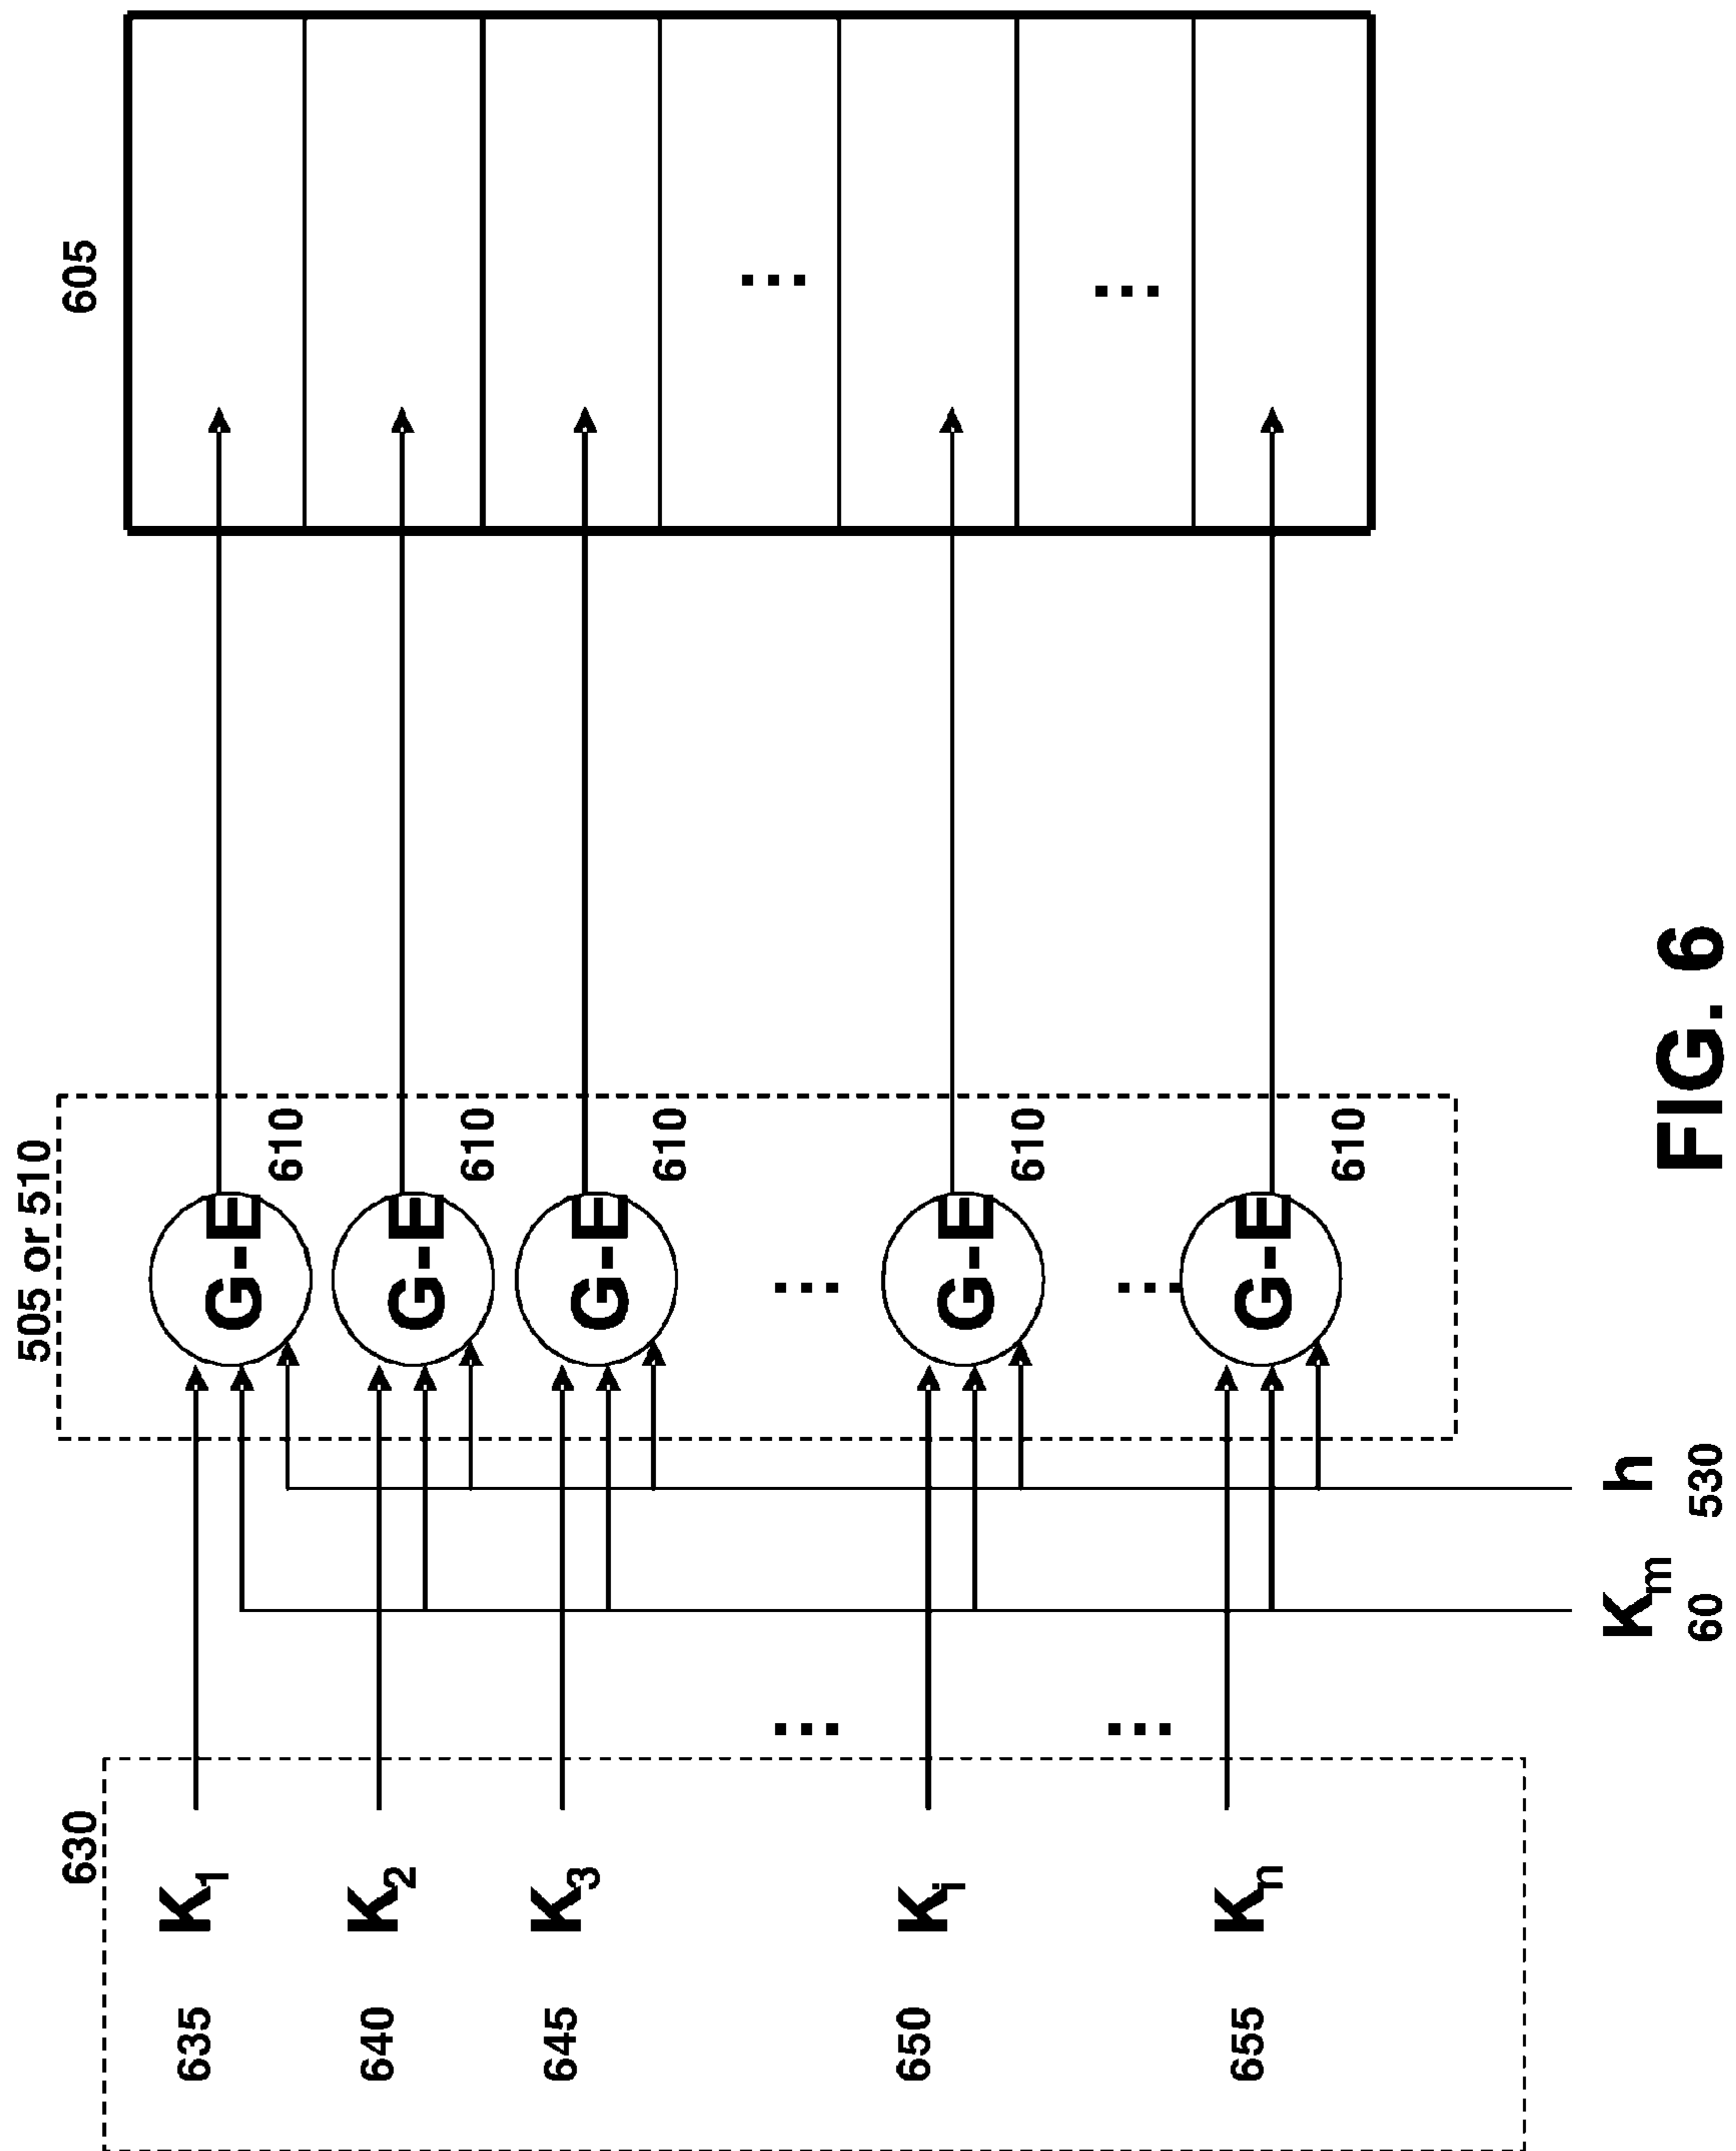 505 or 510
630 605
635 K₁ G-E 610
640 K₂ G-E 610
645 K₃ G-E 610
⋮ ⋮ ⋮
650 Kᵢ G-E 610
⋮ ⋮ ⋮
655 Kₙ G-E 610
Kₘ h
60 530
FIG. 6